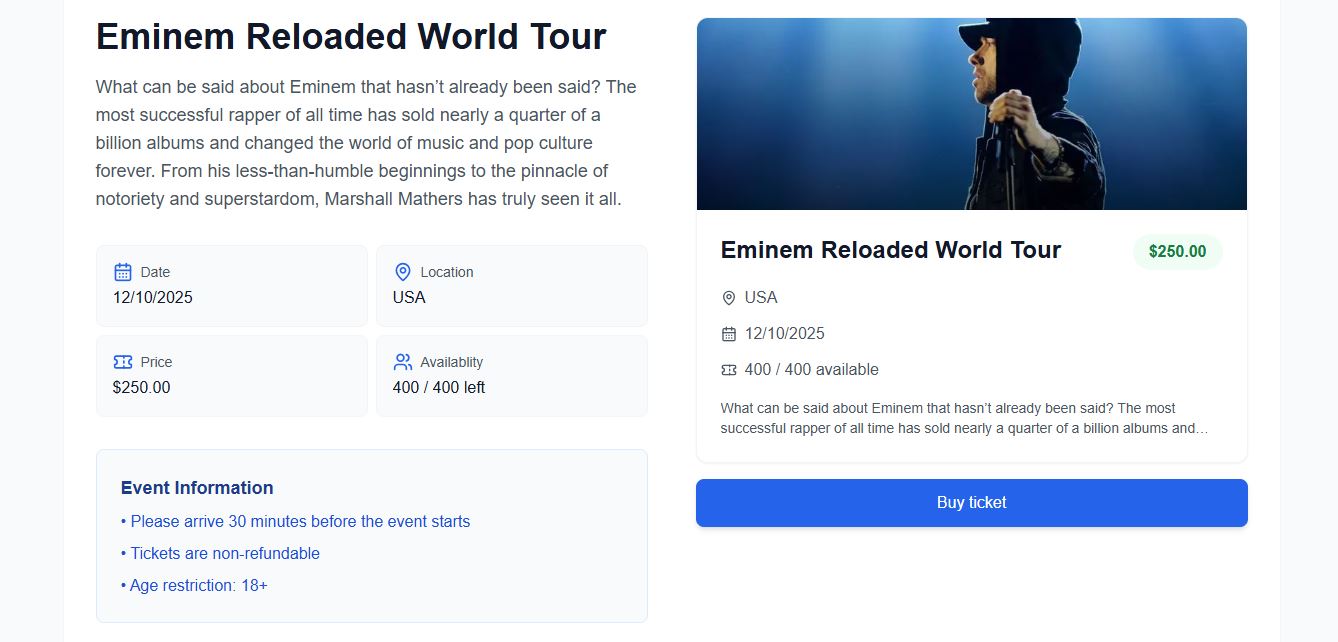 Eminem Reloaded World Tour
What can be said about Eminem that hasn’t already been said? The
most successful rapper of all time has sold nearly a quarter of a
billion albums and changed the world of music and pop culture
forever. From his less-than-humble beginnings to the pinnacle of
notoriety and superstardom, Marshall Mathers has truly seen it all.
Date
12/10/2025
Location
USA
Price
$250.00
Availablity
400 / 400 left
Event Information
• Please arrive 30 minutes before the event starts
• Tickets are non-refundable
• Age restriction: 18+
Eminem Reloaded World Tour
$250.00
USA
12/10/2025
400 / 400 available
What can be said about Eminem that hasn’t already been said? The most
successful rapper of all time has sold nearly a quarter of a billion albums and…
Buy ticket